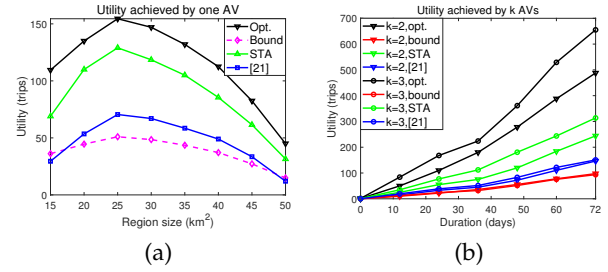 Utility achieved by one AV
Utility (trips)
150
100
50
0
Opt.
Bound
STA
[21]
15 20 25 30 35 40 45 50
Region size (km²)
(a)
Utility achieved by k AVs
Utility (trips)
700
600
500
400
300
200
100
0
k=2,opt.
k=2,bound
k=2,STA
k=2,[21]
k=3,opt.
k=3.bound
k=3,STA
k=3,[21]
0 12 24 36 48 60 72
Duration (days)
(b)